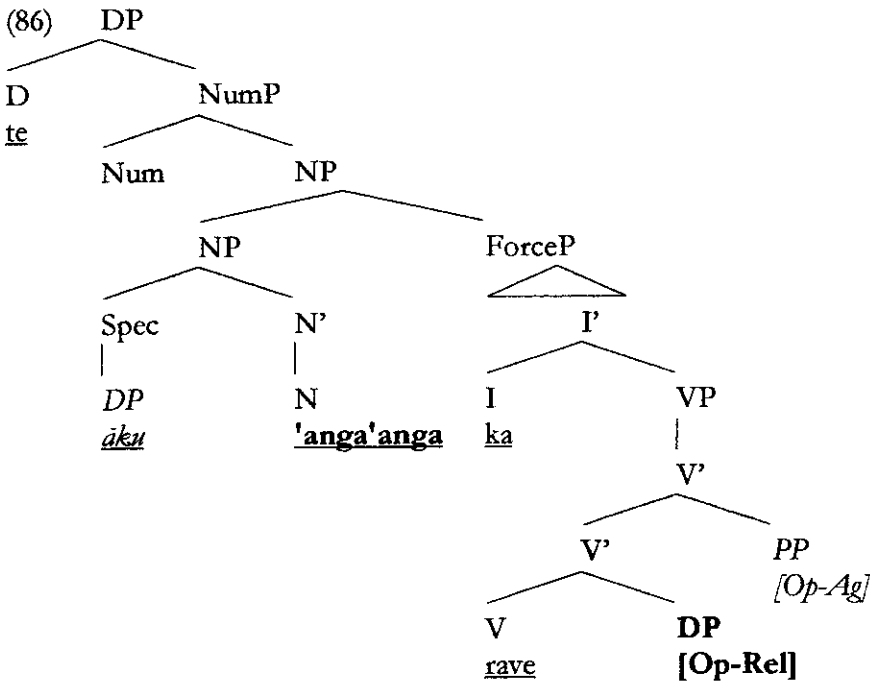 (86) DP
D NumP
te
Num NP
NP ForceP
Spec N' I'
DP N I VP
āku 'anga'anga ka
V'
V' PP
[Op-Ag]
V DP
rave [Op-Rel]